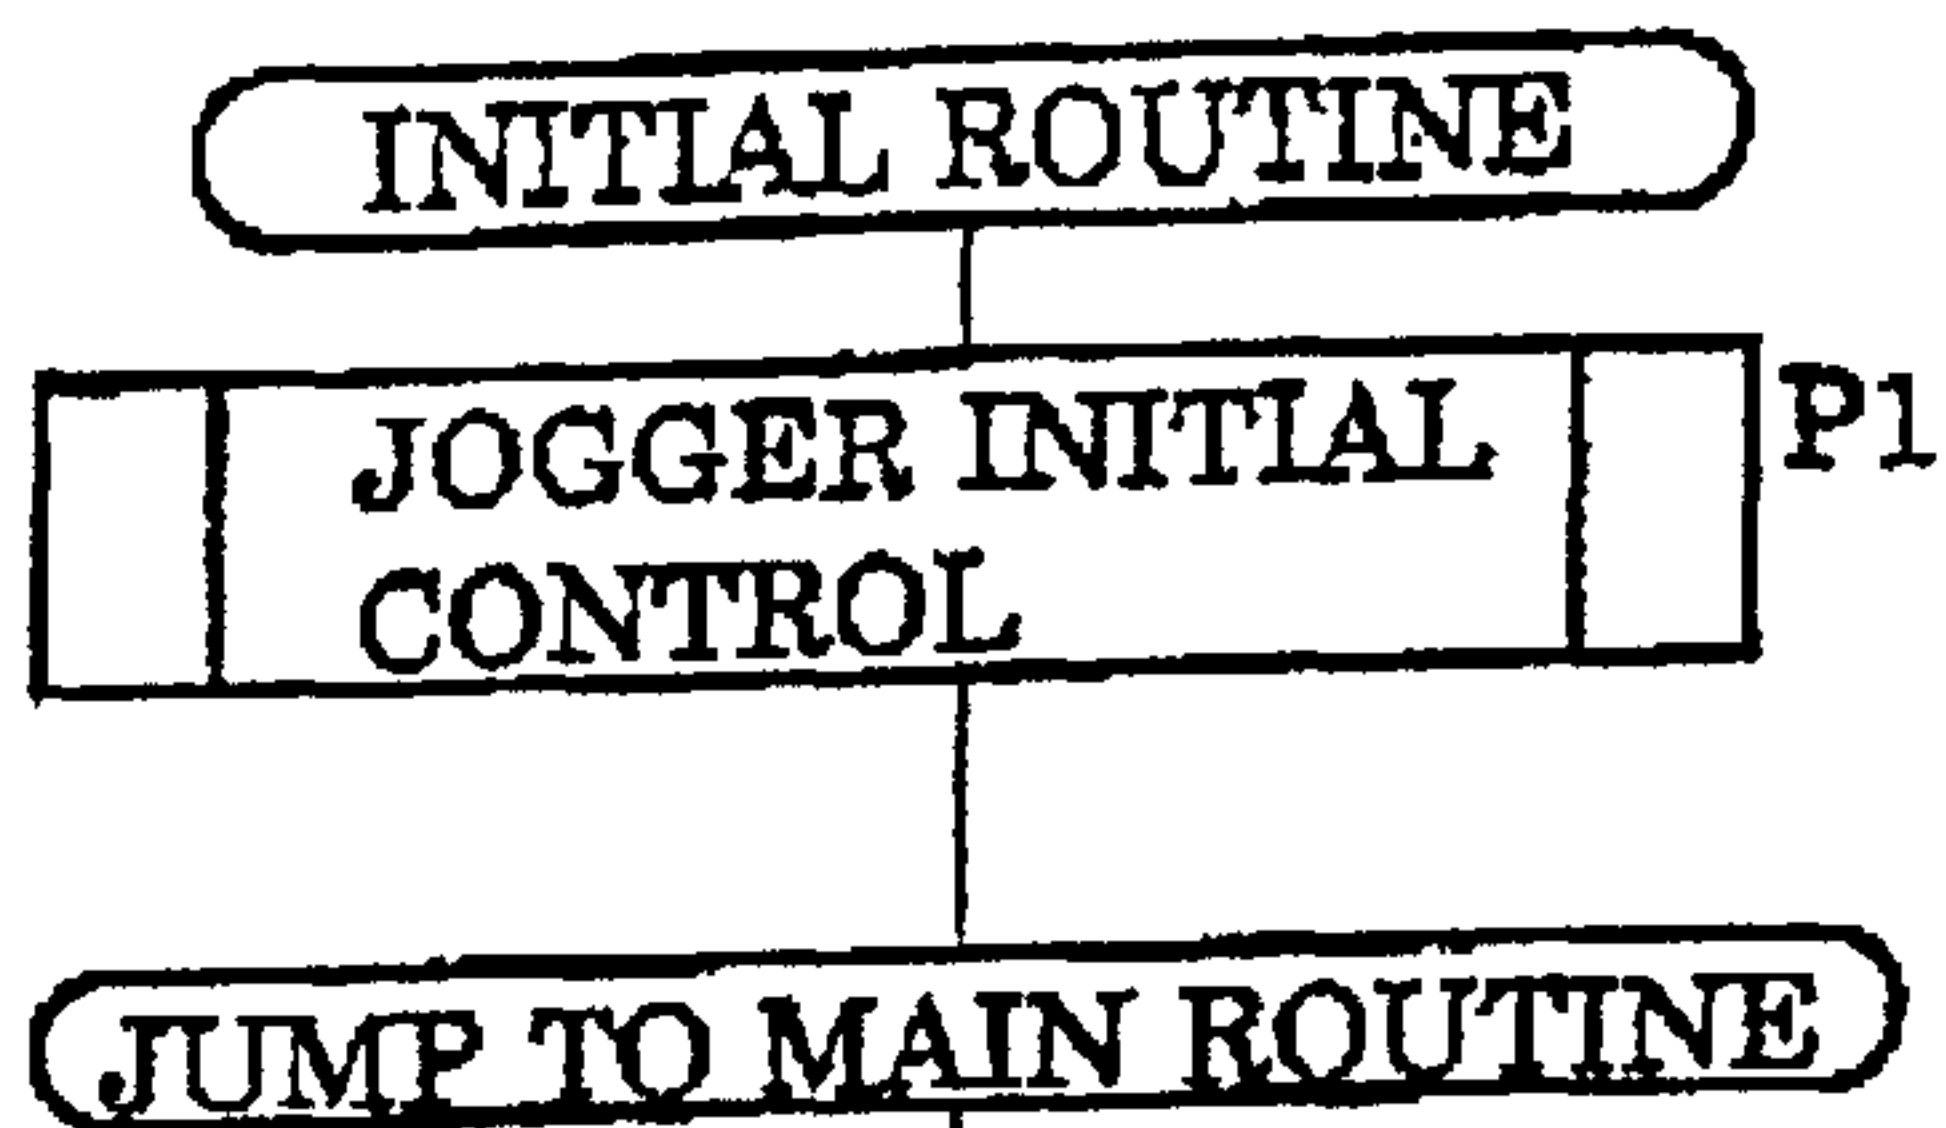 INITIAL ROUTINE
JOGGER INITIAL P1
CONTROL
JUMP TO MAIN ROUTINE